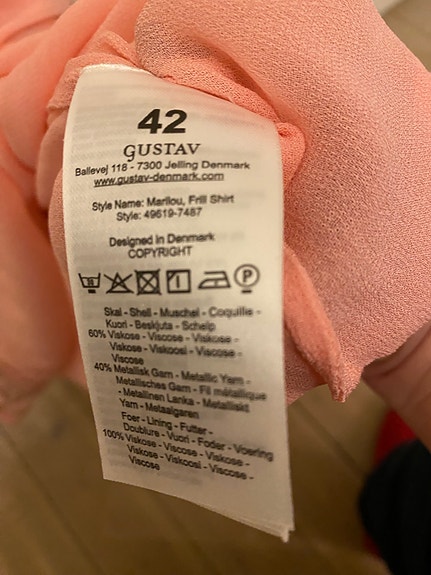 42
GUSTAV
Ballevej 118 - 7300 Jelling Denmark
www.gustav-denmark.com
Style Name: Marilou, Frill Shirt
Style: 49619-7487
Designed in Denmark
COPYRIGHT
P
Skal - Shell - Muschel - Coquille -
Kuori - Beskjuta - Schelp
60% Viskose - Viscose - Viskose -
Viskose - Viskoosi - Viscose -
Viscose
40% Metallisk Garn - Metallic Yarn -
Metallisches Garn - Fil métallique
- Metallinen Lanka - Metalliskt
Yarn - Metaalgaren
Foer - Lining - Futter -
Doublure - Vuori - Foder - Voering
100% Viskose - Viscose - Viskose -
Viskose - Viskoosi - Viscose -
Viscose